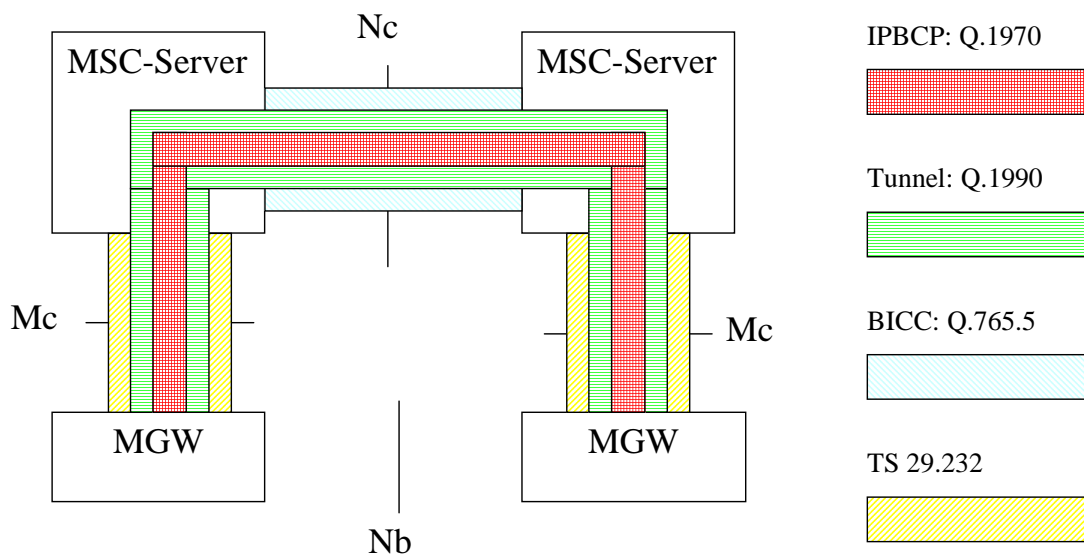 Nc
MSC-Server
MSC-Server
Mc
Mc
MGW
MGW
Nb
IPBCP: Q.1970
Tunnel: Q.1990
BICC: Q.765.5
TS 29.232